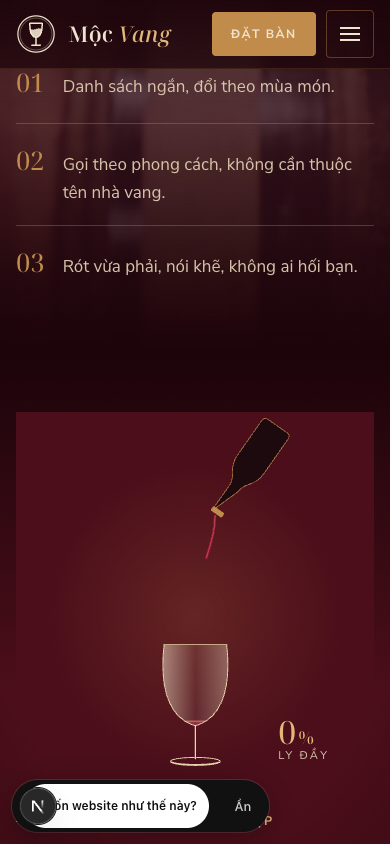 Mộc Vang
ĐẶT BÀN
01
Danh sách ngắn, đổi theo mùa món.
02
Gọi theo phong cách, không cần thuộc
tên nhà vang.
03
Rót vừa phải, nói khẽ, không ai hối bạn.
0%
LY ĐẦY
N
website như thế này?
Ẩn